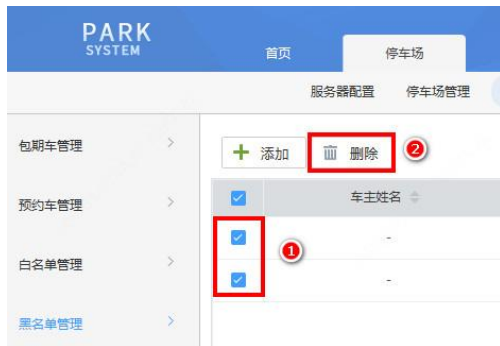 PARK
SYSTEM
首页
停车场
服务器配置
停车场管理
包期车管理
预约车管理
白名单管理
黑名单管理
添加
删除
2
车主姓名
1
-
-